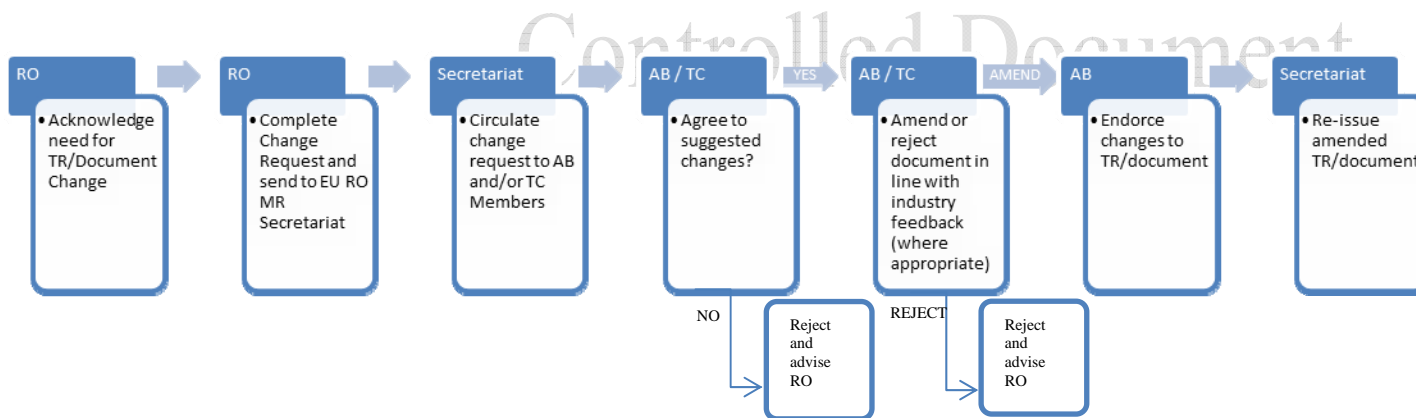 Controlled Document
RO
• Acknowledge
need for
TR/Document
Change
RO
• Complete
Change
Request and
send to EU RO
MR
Secretariat
Secretariat
• Circulate
change
request to AB
and/or TC
Members
AB / TC
• Agree to
suggested
changes?
YES
AB / TC
• Amend or
reject
document in
line with
industry
feedback
(where
appropriate)
AMEND
AB
• Endorce
changes to
TR/document
Secretariat
• Re-issue
amended
TR/document
NO
Reject
and
advise
RO
REJECT
Reject
and
advise
RO